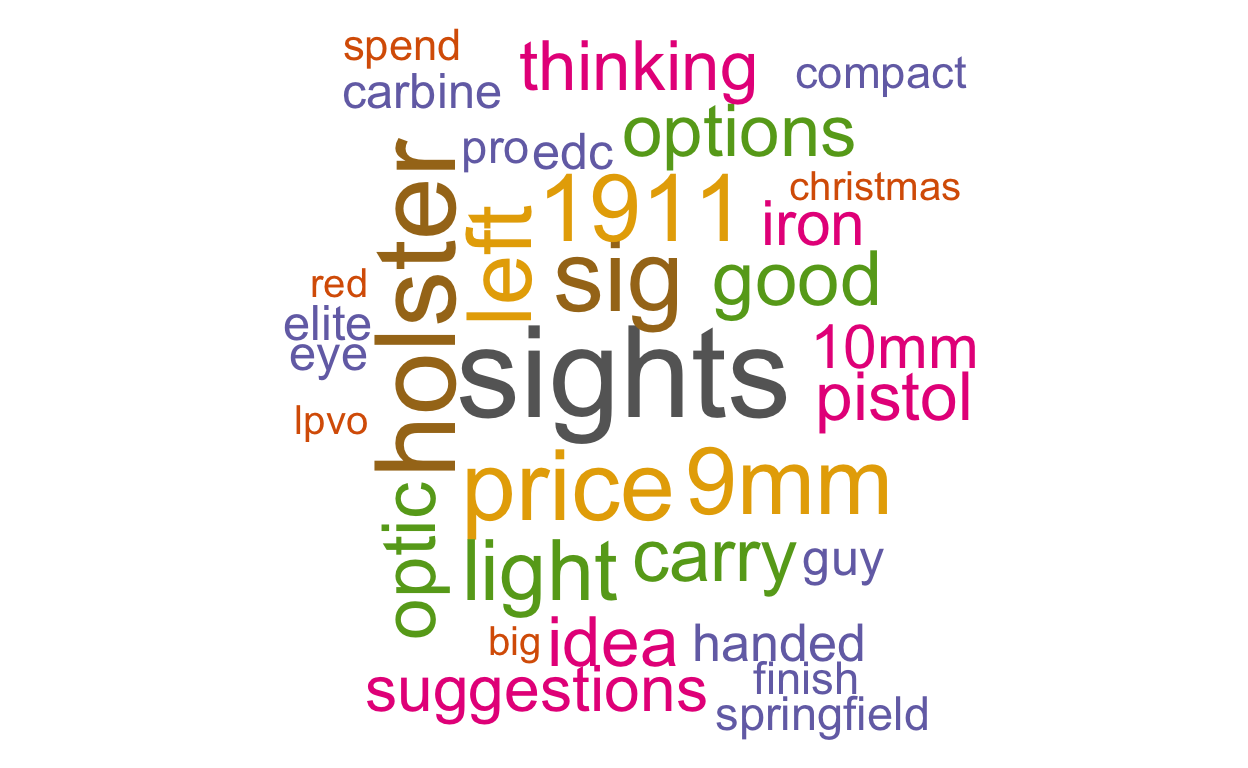 spend
thinking
compact
carbine
options
pro
edc
christmas
1911
iron
holster
left
sig
good
red
elite
eye
sights
10mm
pistol
lpvo
price
9mm
optic
light
carry
guy
big
idea
handed
finish
suggestions
springfield